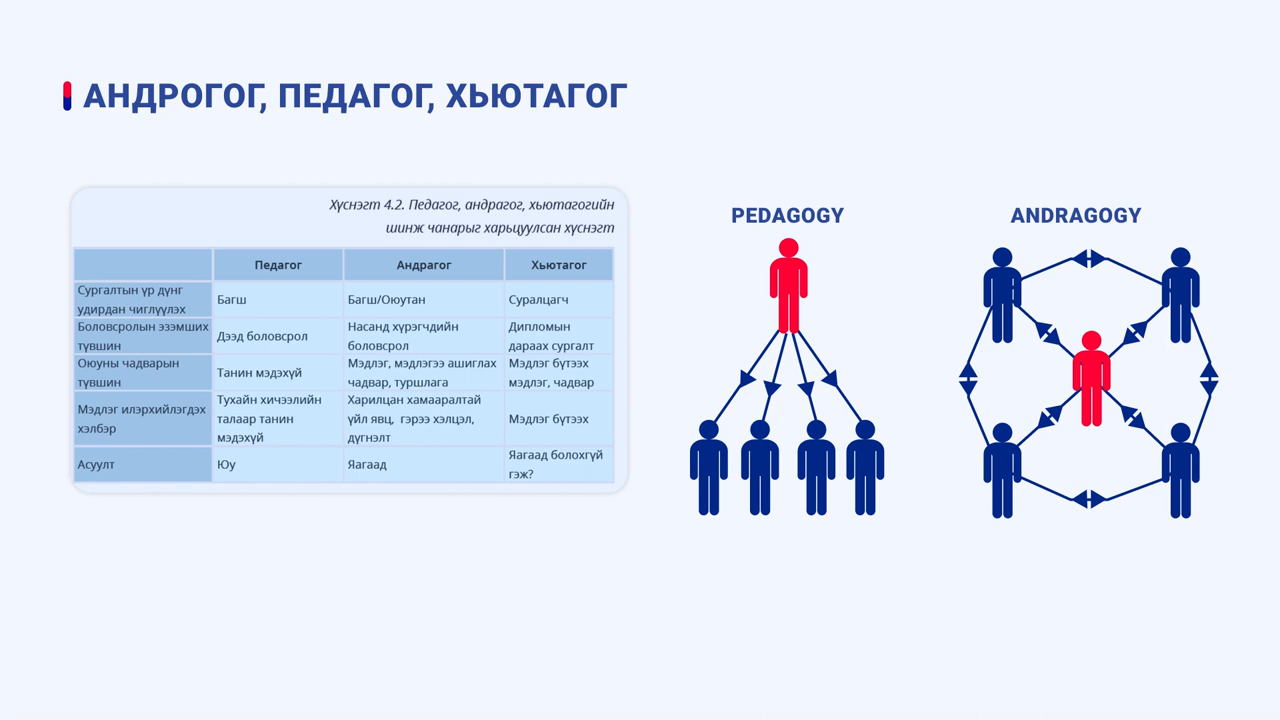 АНДРОГОГ, ПЕДАГОГ, ХЬЮТАГОГ
Хүснэгт 4.2. Педагог, андрагог, хьютагогийн
шинж чанарыг харьцуулсан хүснэгт
Педагог
Андрагог
Хьютагог
Сургалтын үр дүнг
удирдан чиглүүлэх
Багш
Багш/Оюутан
Суралцагч
Боловсролын эзэмших
түвшин
Дээд боловсрол
Насанд хүрэгчдийн
боловсрол
Дипломын
дараах сургалт
Оюуны чадварын
түвшин
Танин мэдэхүй
Мэдлэг, мэдлэгээ ашиглах
чадвар, туршлага
Мэдлэг бүтээх
мэдлэг, чадвар
Мэдлэг илэрхийлэгдэх
хэлбэр
Тухайн хичээлийн
талаар танин
мэдэхүй
Харилцан хамааралтай
үйл явц, гэрээ хэлцэл,
дүгнэлт
Мэдлэг бүтээх
Асуулт
Юу
Яагаад
Яагаад болохгүй
гэж?
PEDAGOGY
ANDRAGOGY